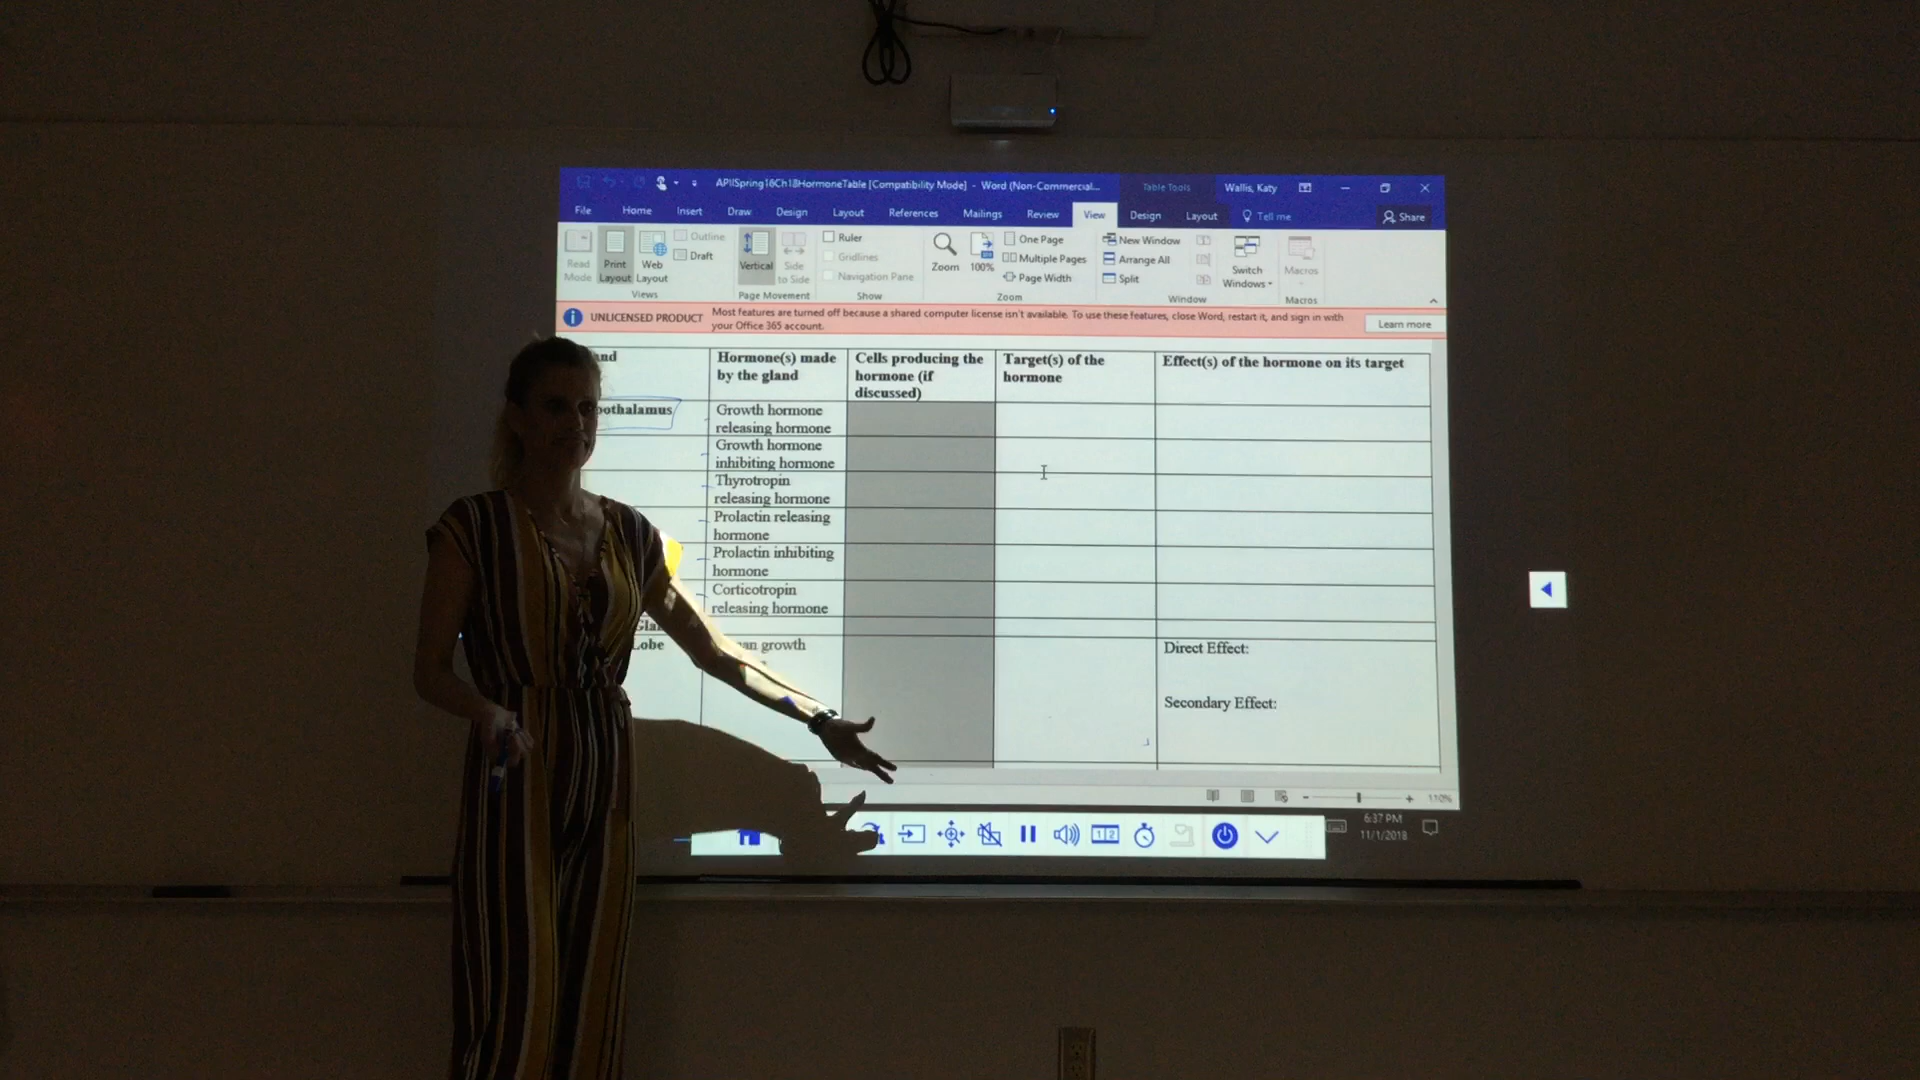 APIISpring16Ch18HormoneTable [Compatibility Mode] - Word (Non-Commercial...
Table Tools
Wallis, Katy
File Home Insert Draw Design Layout References Mailings Review View Design Layout Tell me Share
Read Mode
Print Layout
Web Layout
Outline
Draft
Views
Vertical
Side to Side
Page Movement
Ruler
Gridlines
Navigation Pane
Show
Zoom
100%
One Page
Multiple Pages
Page Width
Zoom
New Window
Arrange All
Split
Switch Windows
Window
Macros
Macros
UNLICENSED PRODUCT Most features are turned off because a shared computer license isn't available. To use these features, close Word, restart it, and sign in with
your Office 365 account.
Learn more
and
Hormone(s) made
by the gland
Cells producing the
hormone (if
discussed)
Target(s) of the
hormone
Effect(s) of the hormone on its target
pothalamus
Growth hormone
releasing hormone
Growth hormone
inhibiting hormone
Thyrotropin
releasing hormone
Prolactin releasing
hormone
Prolactin inhibiting
hormone
Corticotropin
releasing hormone
Lobe
an growth
Direct Effect:
Secondary Effect:
110%
1 2
6:37 PM
11/1/2018